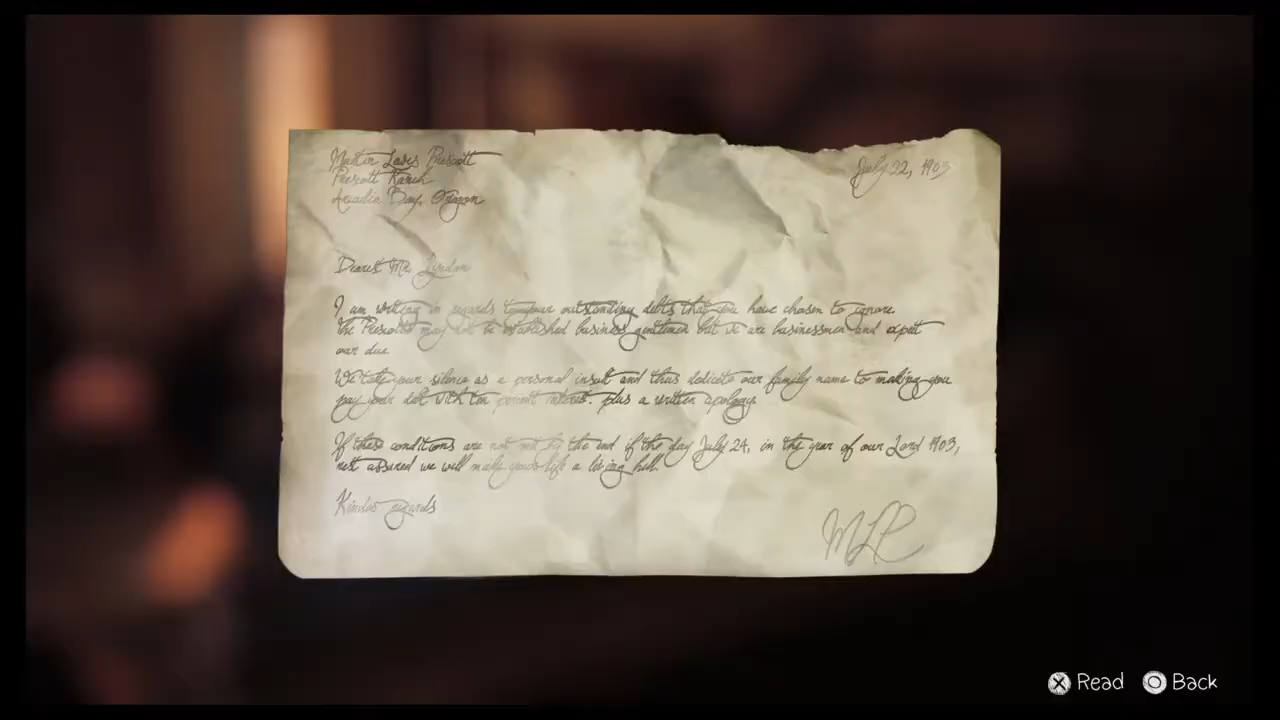 Martin Lewis Prescott
July 22, 1903
Prescott Ranch
Arcadia Bay, Oregon
Dearest Mr. Lyndon
I am writing in regards to your outstanding debts that you have chosen to ignore.
The Prescotts may be established business gentlemen but we are businessmen and expect
our due.
We take your silence as a personal insult and thus dedicate our family name to making you
pay your debt with ten percent interest. plus a written apology.
If these conditions are not met by the end if the day July 24, in the year of our Lord 1903,
rest assured we will make your life a living hell.
Kindest regards
MLP
Read Back